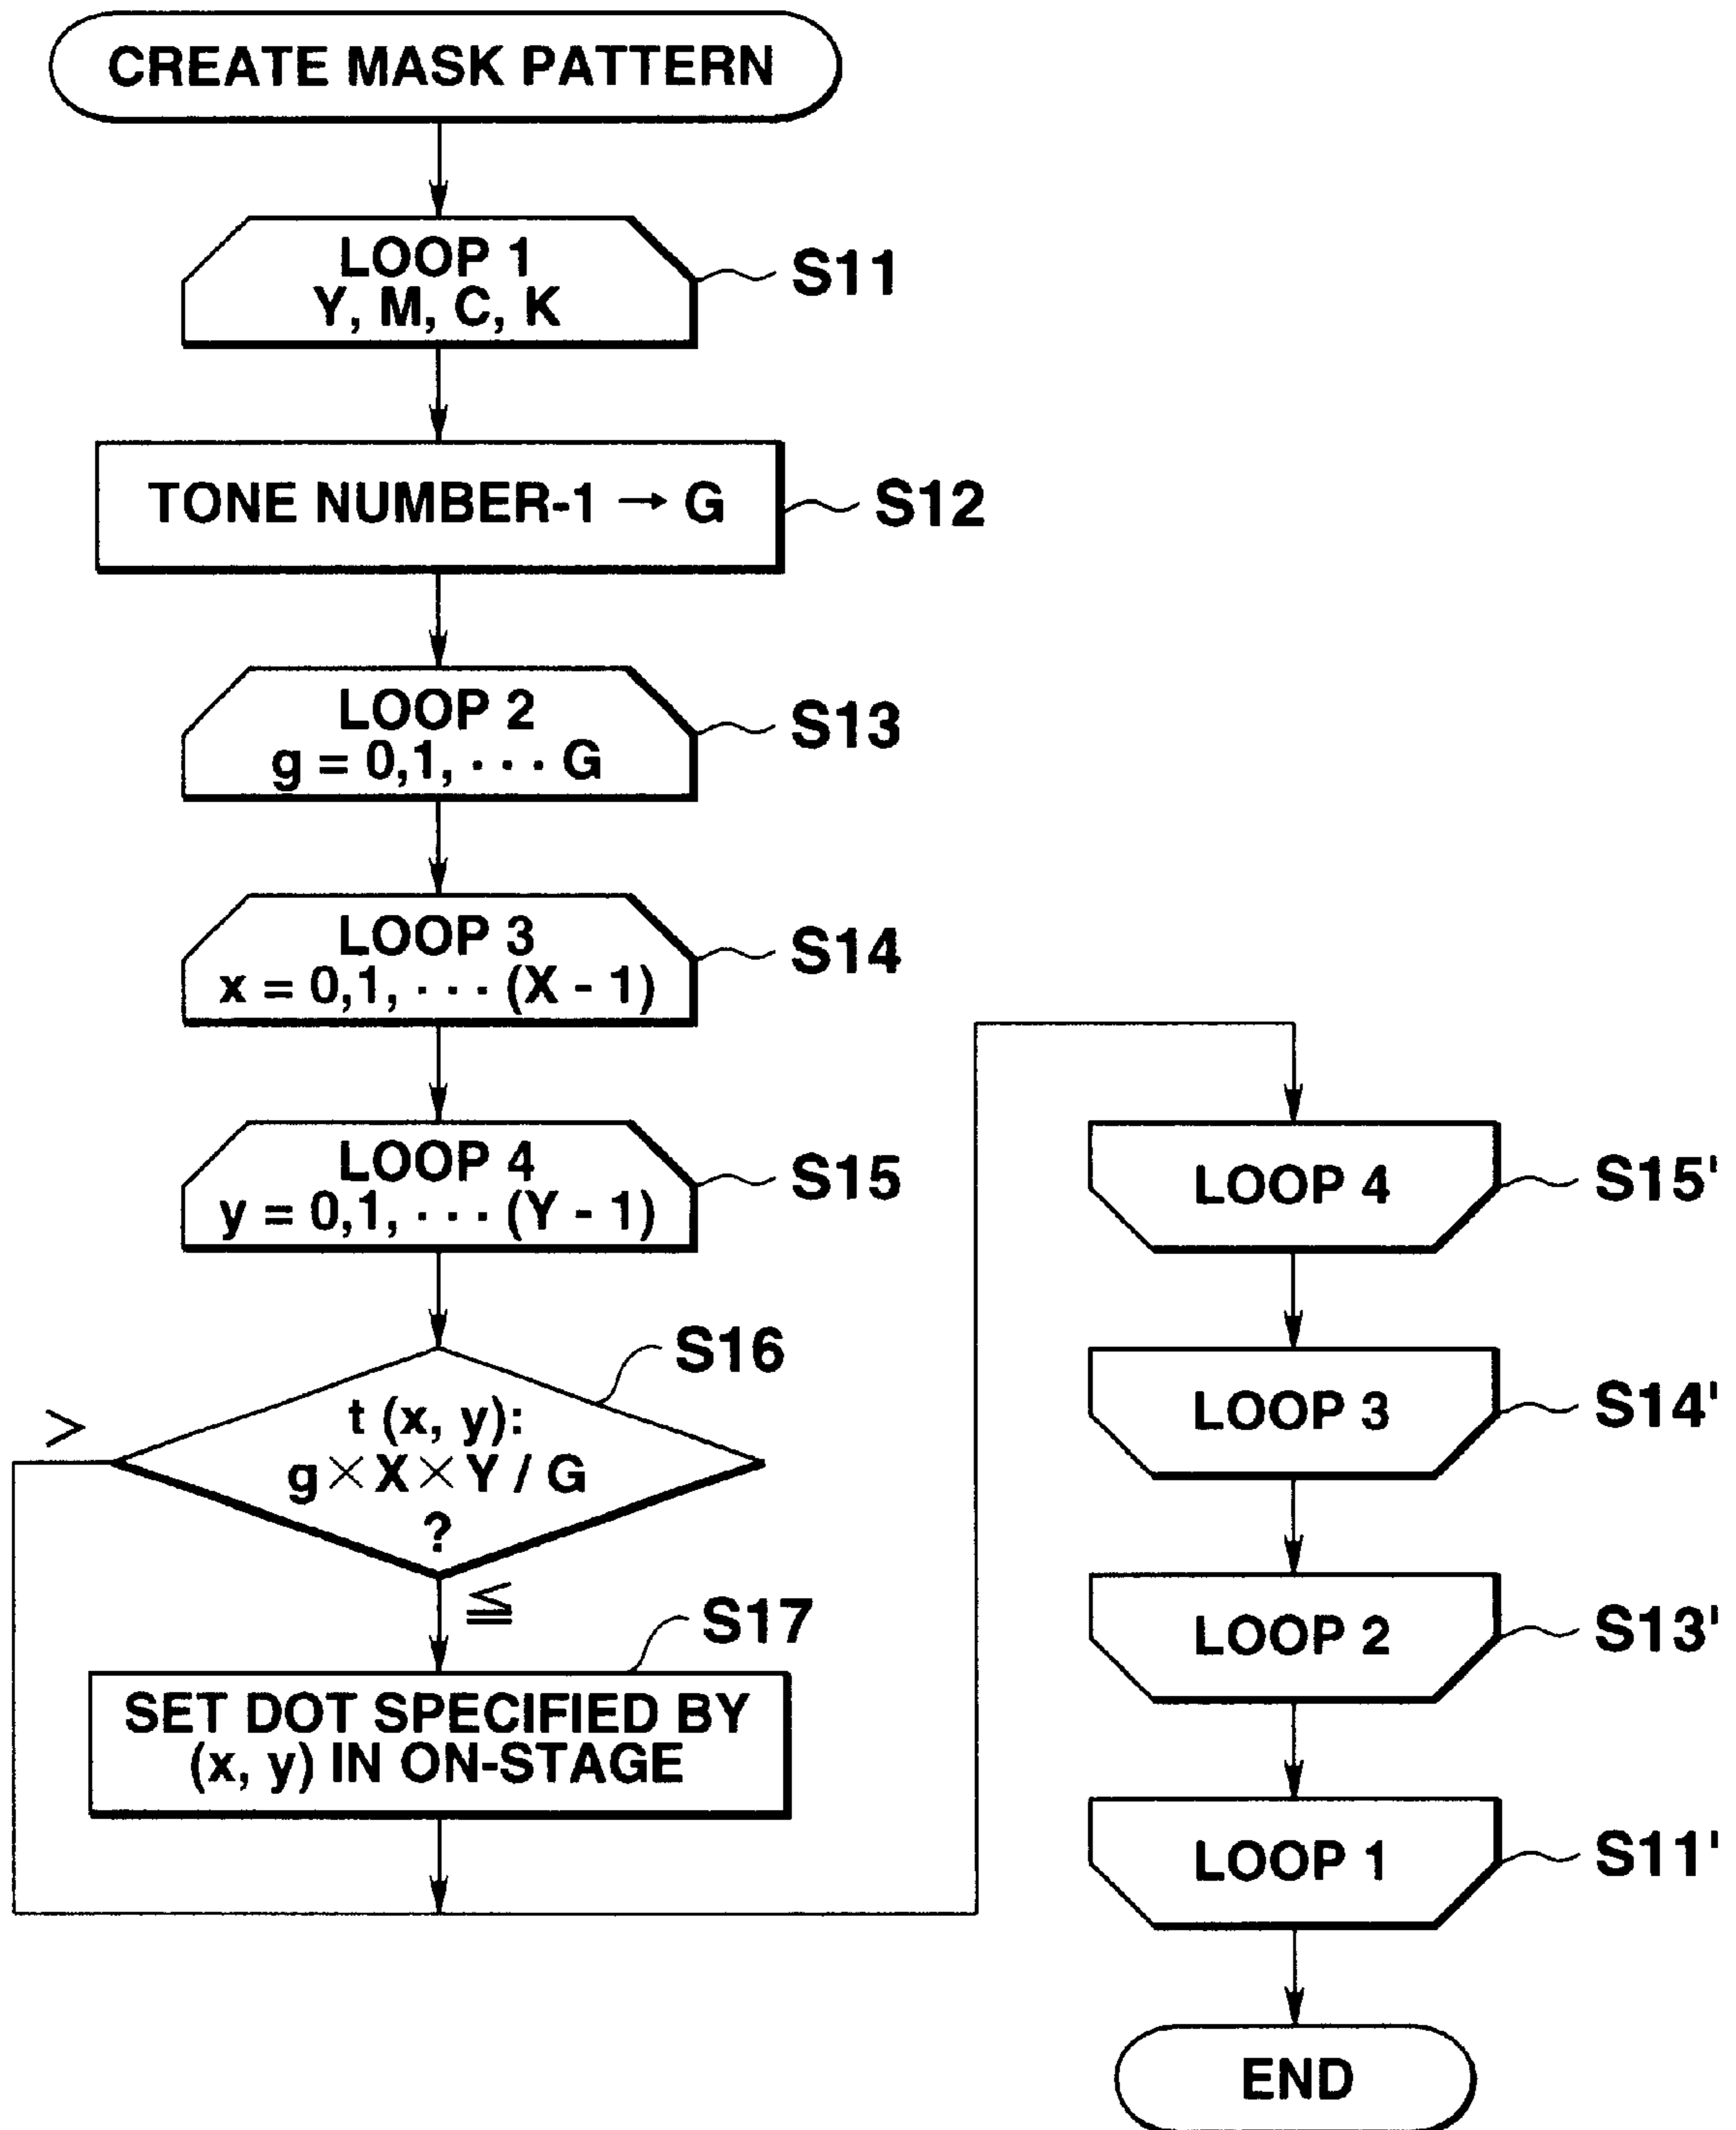 CREATE MASK PATTERN
LOOP 1
Y, M, C, K
S11
TONE NUMBER-1 → G
S12
LOOP 2
g = 0,1, ··· G
S13
LOOP 3
x = 0,1, ··· (X - 1)
S14
LOOP 4
y = 0,1, ··· (Y - 1)
S15
S16
t (x, y):
g×X×Y / G
?
>
≦
S17
SET DOT SPECIFIED BY
(x, y) IN ON-STAGE
LOOP 4
S15'
LOOP 3
S14'
LOOP 2
S13'
LOOP 1
S11'
END